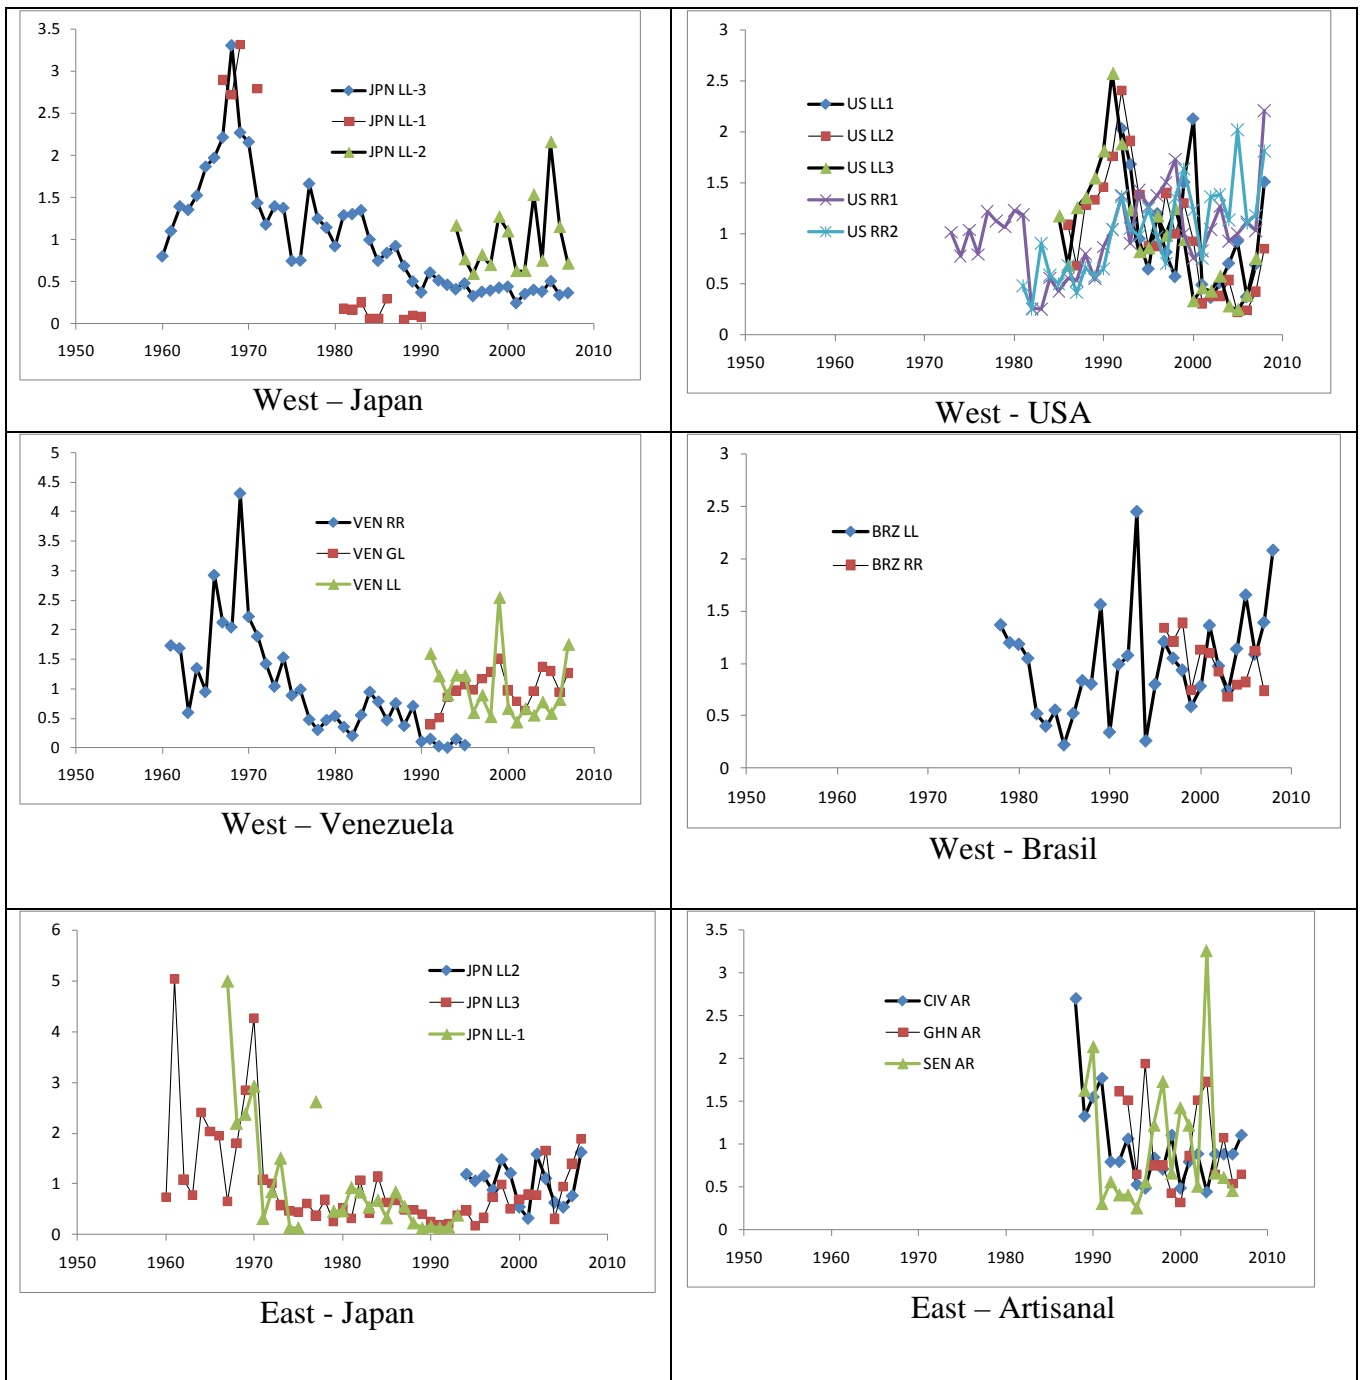 3.5
3
2.5
2
1.5
1
0.5
0
1950 1960 1970 1980 1990 2000 2010
JPN LL-3
JPN LL-1
JPN LL-2
West – Japan
3
2.5
2
1.5
1
0.5
0
1950 1960 1970 1980 1990 2000 2010
US LL1
US LL2
US LL3
US RR1
US RR2
West - USA
5
4.5
4
3.5
3
2.5
2
1.5
1
0.5
0
1950 1960 1970 1980 1990 2000 2010
VEN RR
VEN GL
VEN LL
West – Venezuela
3
2.5
2
1.5
1
0.5
0
1950 1960 1970 1980 1990 2000 2010
BRZ LL
BRZ RR
West - Brasil
6
5
4
3
2
1
0
1950 1960 1970 1980 1990 2000 2010
JPN LL2
JPN LL3
JPN LL-1
East - Japan
3.5
3
2.5
2
1.5
1
0.5
0
1950 1960 1970 1980 1990 2000 2010
CIV AR
GHN AR
SEN AR
East – Artisanal